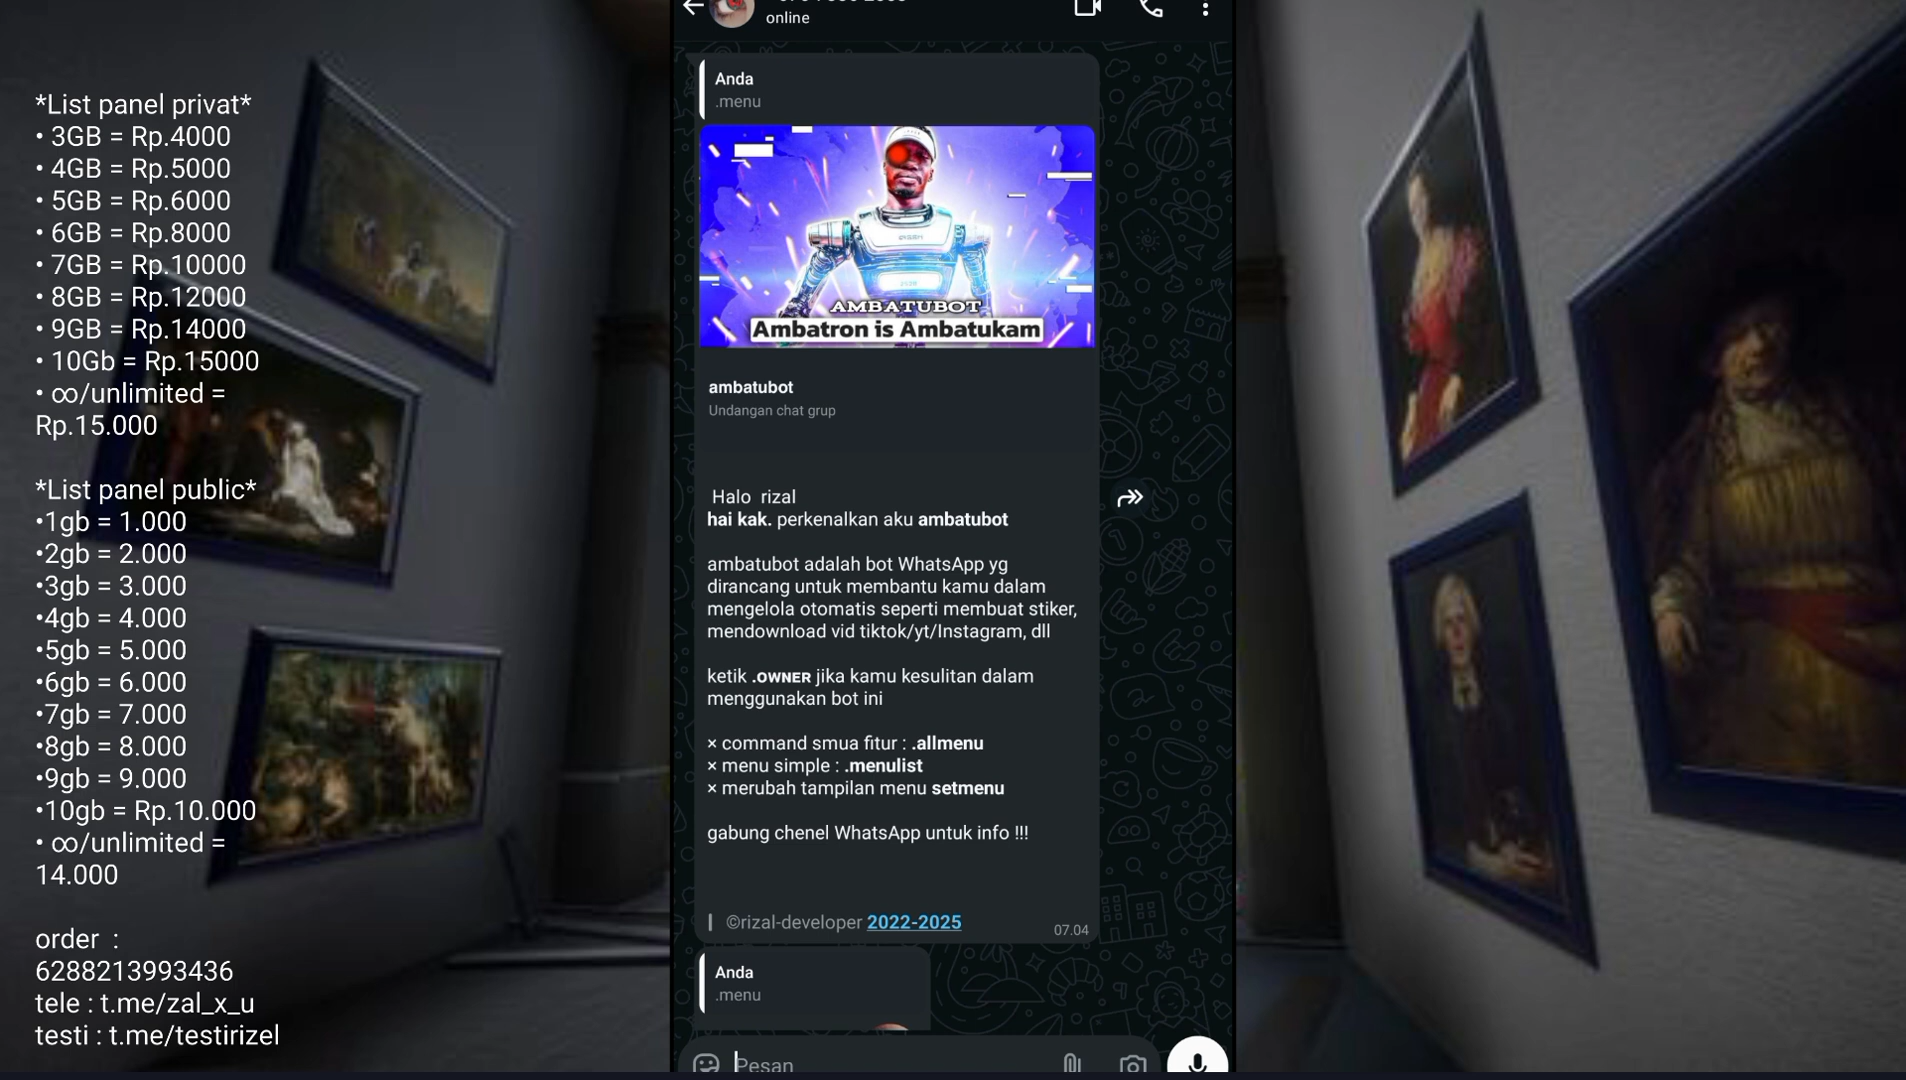 *List panel privat*
• 3GB = Rp.4000
• 4GB = Rp.5000
• 5GB = Rp.6000
• 6GB = Rp.8000
• 7GB = Rp.10000
• 8GB = Rp.12000
• 9GB = Rp.14000
• 10Gb = Rp.15000
• ∞/unlimited =
Rp.15.000
*List panel public*
•1gb = 1.000
•2gb = 2.000
•3gb = 3.000
•4gb = 4.000
•5gb = 5.000
•6gb = 6.000
•7gb = 7.000
•8gb = 8.000
•9gb = 9.000
•10gb = Rp.10.000
• ∞/unlimited =
14.000
order :
6288213993436
tele : t.me/zal_x_u
testi : t.me/testirizel
online
Anda
.menu
AMBATUBOT
Ambatron is Ambatukam
ambatubot
Undangan chat grup
Halo rizal
hai kak. perkenalkan aku ambatubot
ambatubot adalah bot WhatsApp yg
dirancang untuk membantu kamu dalam
mengelola otomatis seperti membuat stiker,
mendownload vid tiktok/yt/Instagram, dll
ketik .ᴏᴡɴᴇʀ jika kamu kesulitan dalam
menggunakan bot ini
× command smua fitur : .allmenu
× menu simple : .menulist
× merubah tampilan menu setmenu
gabung chenel WhatsApp untuk info !!!
©rizal-developer 2022-2025
07.04
Anda
.menu
Pesan